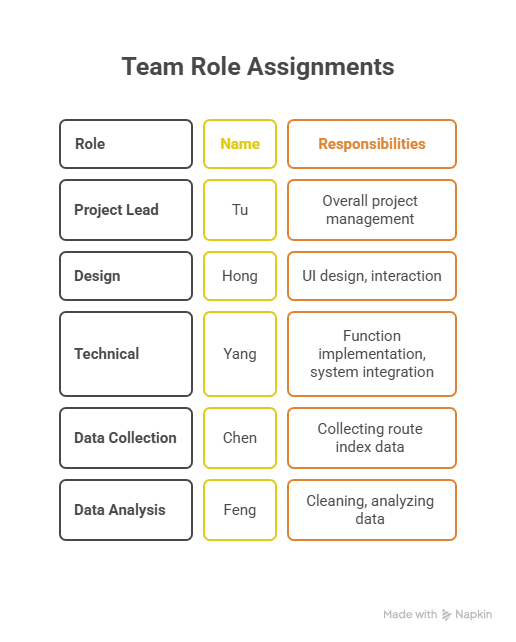 Team Role Assignments
Role
Name
Responsibilities
Project Lead
Tu
Overall project
management
Design
Hong
UI design, interaction
Technical
Yang
Function
implementation,
system integration
Data Collection
Chen
Collecting route
index data
Data Analysis
Feng
Cleaning, analyzing
data
Made with Napkin